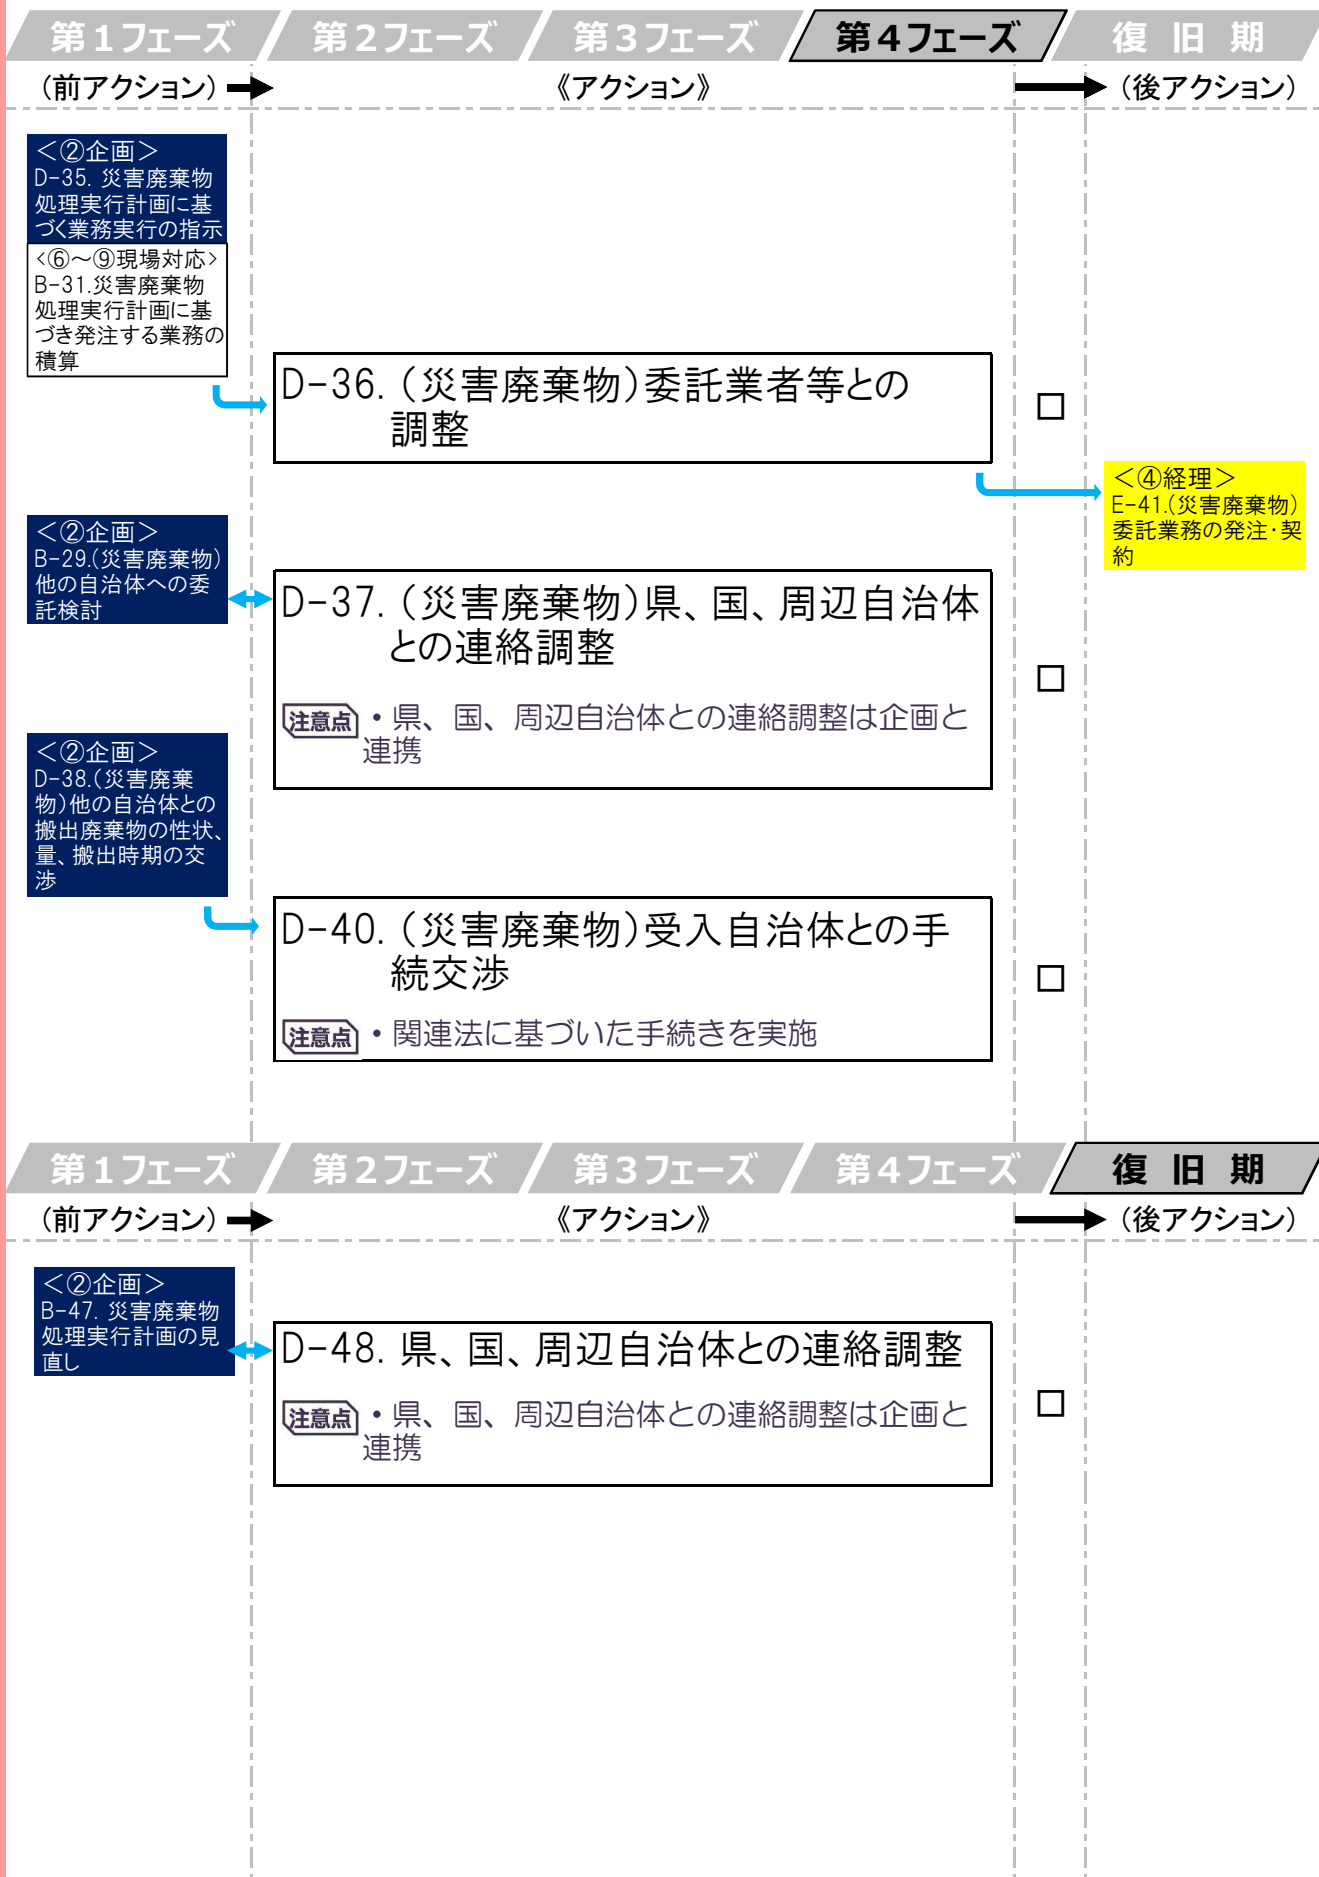 第1フェーズ 第2フェーズ 第3フェーズ 第4フェーズ 復 旧 期
(前アクション) 《アクション》 (後アクション)
＜②企画＞
D-35. 災害廃棄物
処理実行計画に基
づく業務実行の指示
<⑥～⑨現場対応>
B-31.災害廃棄物
処理実行計画に基
づき発注する業務の
積算
D-36.(災害廃棄物)委託業者等との
調整
□
＜④経理＞
E-41.(災害廃棄物)
委託業務の発注・契
約
＜②企画＞
B-29.(災害廃棄物)
他の自治体への委
託検討
D-37.(災害廃棄物)県、国、周辺自治体
との連絡調整
注意点 ・県、国、周辺自治体との連絡調整は企画と
連携
□
＜②企画＞
D-38.(災害廃棄
物)他の自治体との
搬出廃棄物の性状、
量、搬出時期の交
渉
D-40.(災害廃棄物)受入自治体との手
続交渉
注意点 ・関連法に基づいた手続きを実施
□
第1フェーズ 第2フェーズ 第3フェーズ 第4フェーズ 復 旧 期
(前アクション) 《アクション》 (後アクション)
＜②企画＞
B-47. 災害廃棄物
処理実行計画の見
直し
D-48. 県、国、周辺自治体との連絡調整
注意点 ・県、国、周辺自治体との連絡調整は企画と
連携
□